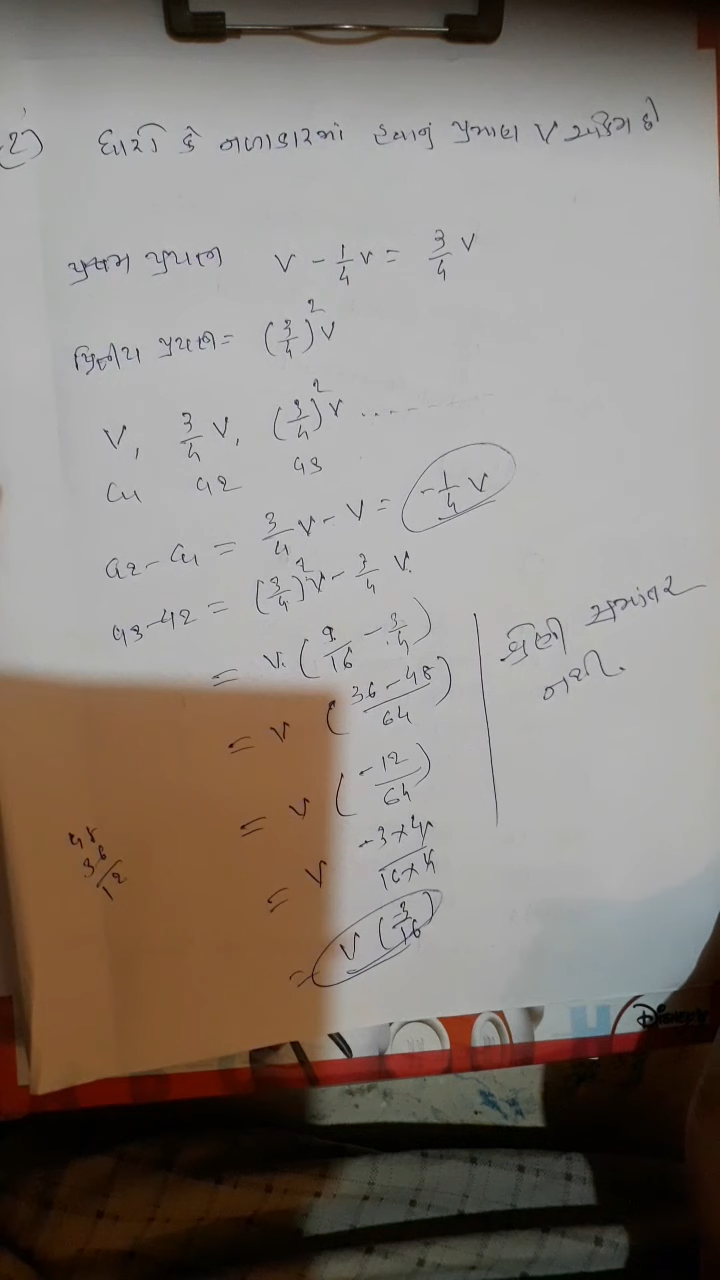 2) ધારો કે નળાકારમાં હવાનું પ્રમાણ V એકમ છે
પ્રથમ પ્રયાસ V - 1/4 V = 3/4 V
દ્વિતીય પ્રયાસ = (3/4)² V
V, 3/4 V, (3/4)² V ........
a1 a2 a3
a2 - a1 = 3/4 V - V = -1/4 V
a3 - a2 = (3/4)² V - 3/4 V.
= V. (9/16 - 3/4)
= V (36 - 48 / 64)
= V (-12 / 64)
= V -3 x 4 / 16 x 4
= V (-3/16)
શ્રેણી સમાંતર
નથી.
48
36
12
Disney